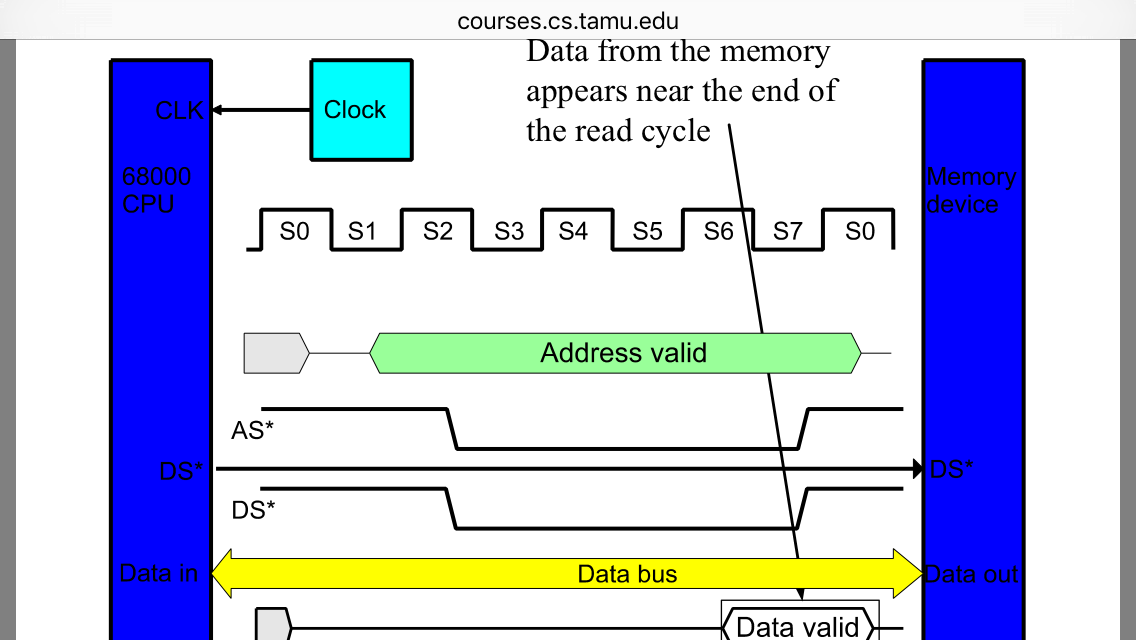 courses.cs.tamu.edu
Data from the memory
appears near the end of
the read cycle
CLK
Clock
68000
CPU
Memory
device
S0 S1 S2 S3 S4 S5 S6 S7 S0
Address valid
AS*
DS*
DS*
DS*
Data in
Data bus
Data out
Data valid